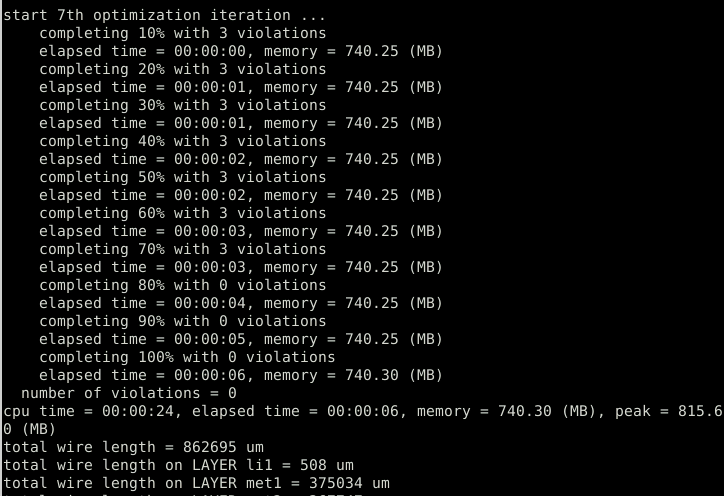 start 7th optimization iteration ...
    completing 10% with 3 violations
    elapsed time = 00:00:00, memory = 740.25 (MB)
    completing 20% with 3 violations
    elapsed time = 00:00:01, memory = 740.25 (MB)
    completing 30% with 3 violations
    elapsed time = 00:00:01, memory = 740.25 (MB)
    completing 40% with 3 violations
    elapsed time = 00:00:02, memory = 740.25 (MB)
    completing 50% with 3 violations
    elapsed time = 00:00:02, memory = 740.25 (MB)
    completing 60% with 3 violations
    elapsed time = 00:00:03, memory = 740.25 (MB)
    completing 70% with 3 violations
    elapsed time = 00:00:03, memory = 740.25 (MB)
    completing 80% with 0 violations
    elapsed time = 00:00:04, memory = 740.25 (MB)
    completing 90% with 0 violations
    elapsed time = 00:00:05, memory = 740.25 (MB)
    completing 100% with 0 violations
    elapsed time = 00:00:06, memory = 740.30 (MB)
  number of violations = 0
cpu time = 00:00:24, elapsed time = 00:00:06, memory = 740.30 (MB), peak = 815.6
0 (MB)
total wire length = 862695 um
total wire length on LAYER li1 = 508 um
total wire length on LAYER met1 = 375034 um